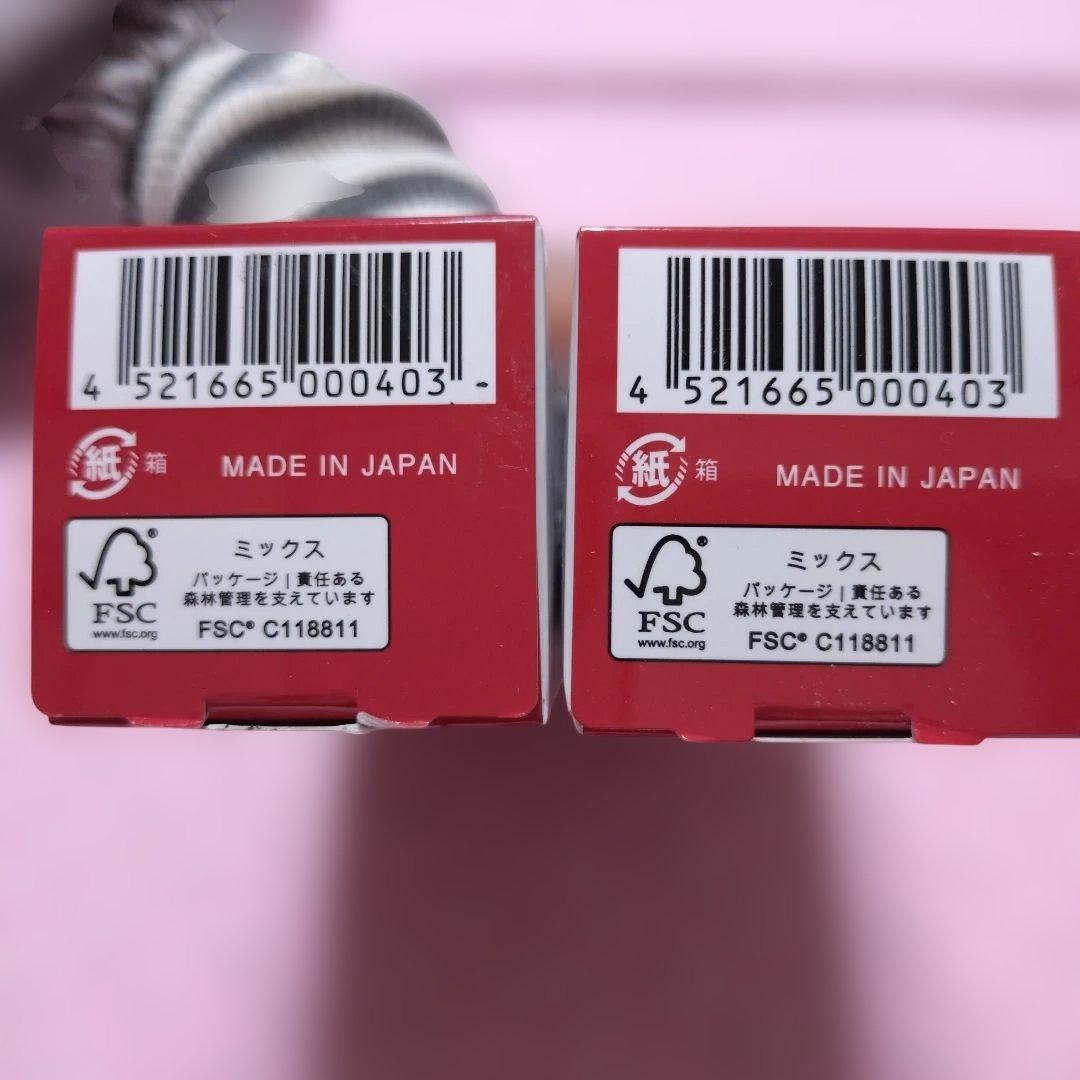 4 521665 000403 -
紙 箱 MADE IN JAPAN
ミックス
パッケージ | 責任ある
森林管理を支えています
FSC® C118811
FSC
www.fsc.org
4 521665 000403
紙 箱 MADE IN JAPAN
ミックス
パッケージ | 責任ある
森林管理を支えています
FSC® C118811
FSC
www.fsc.org